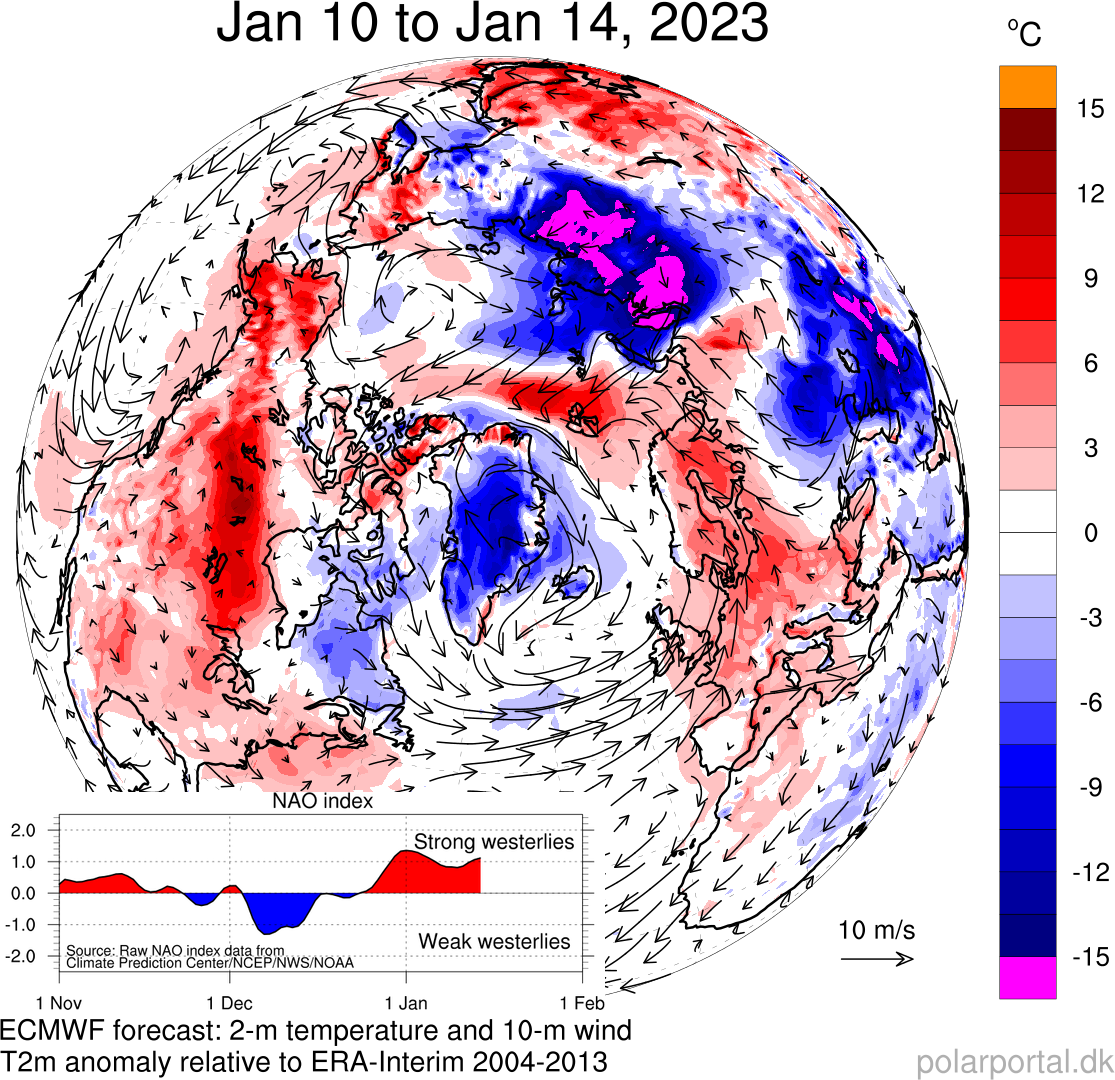 Jan 10 to Jan 14, 2023
°C
15
12
9
6
3
0
-3
-6
-9
-12
-15
10 m/s
NAO index
2.0
1.0
0.0
-1.0
-2.0
Strong westerlies
Weak westerlies
Source: Raw NAO index data from
Climate Prediction Center/NCEP/NWS/NOAA
1 Nov 1 Dec 1 Jan 1 Feb
ECMWF forecast: 2-m temperature and 10-m wind
T2m anomaly relative to ERA-Interim 2004-2013
polarportal.dk